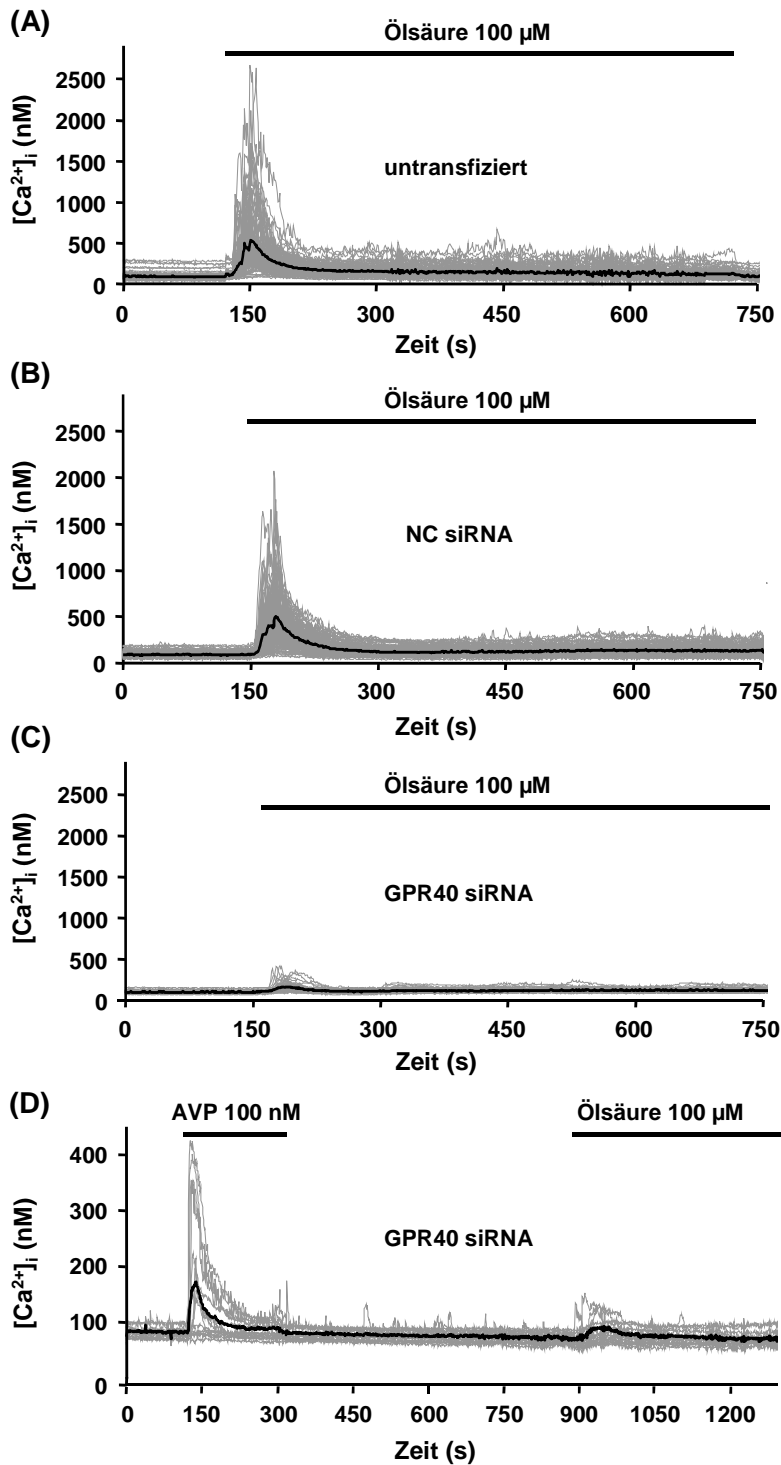 (A)
Ölsäure 100 µM
untransfiziert
[Ca²⁺]ᵢ (nM)
2500
2000
1500
1000
500
0
0 150 300 450 600 750
Zeit (s)
(B)
Ölsäure 100 µM
NC siRNA
[Ca²⁺]ᵢ (nM)
2500
2000
1500
1000
500
0
0 150 300 450 600 750
Zeit (s)
(C)
Ölsäure 100 µM
GPR40 siRNA
[Ca²⁺]ᵢ (nM)
2500
2000
1500
1000
500
0
0 150 300 450 600 750
Zeit (s)
(D)
AVP 100 nM Ölsäure 100 µM
GPR40 siRNA
[Ca²⁺]ᵢ (nM)
400
300
200
100
0
0 150 300 450 600 750 900 1050 1200
Zeit (s)